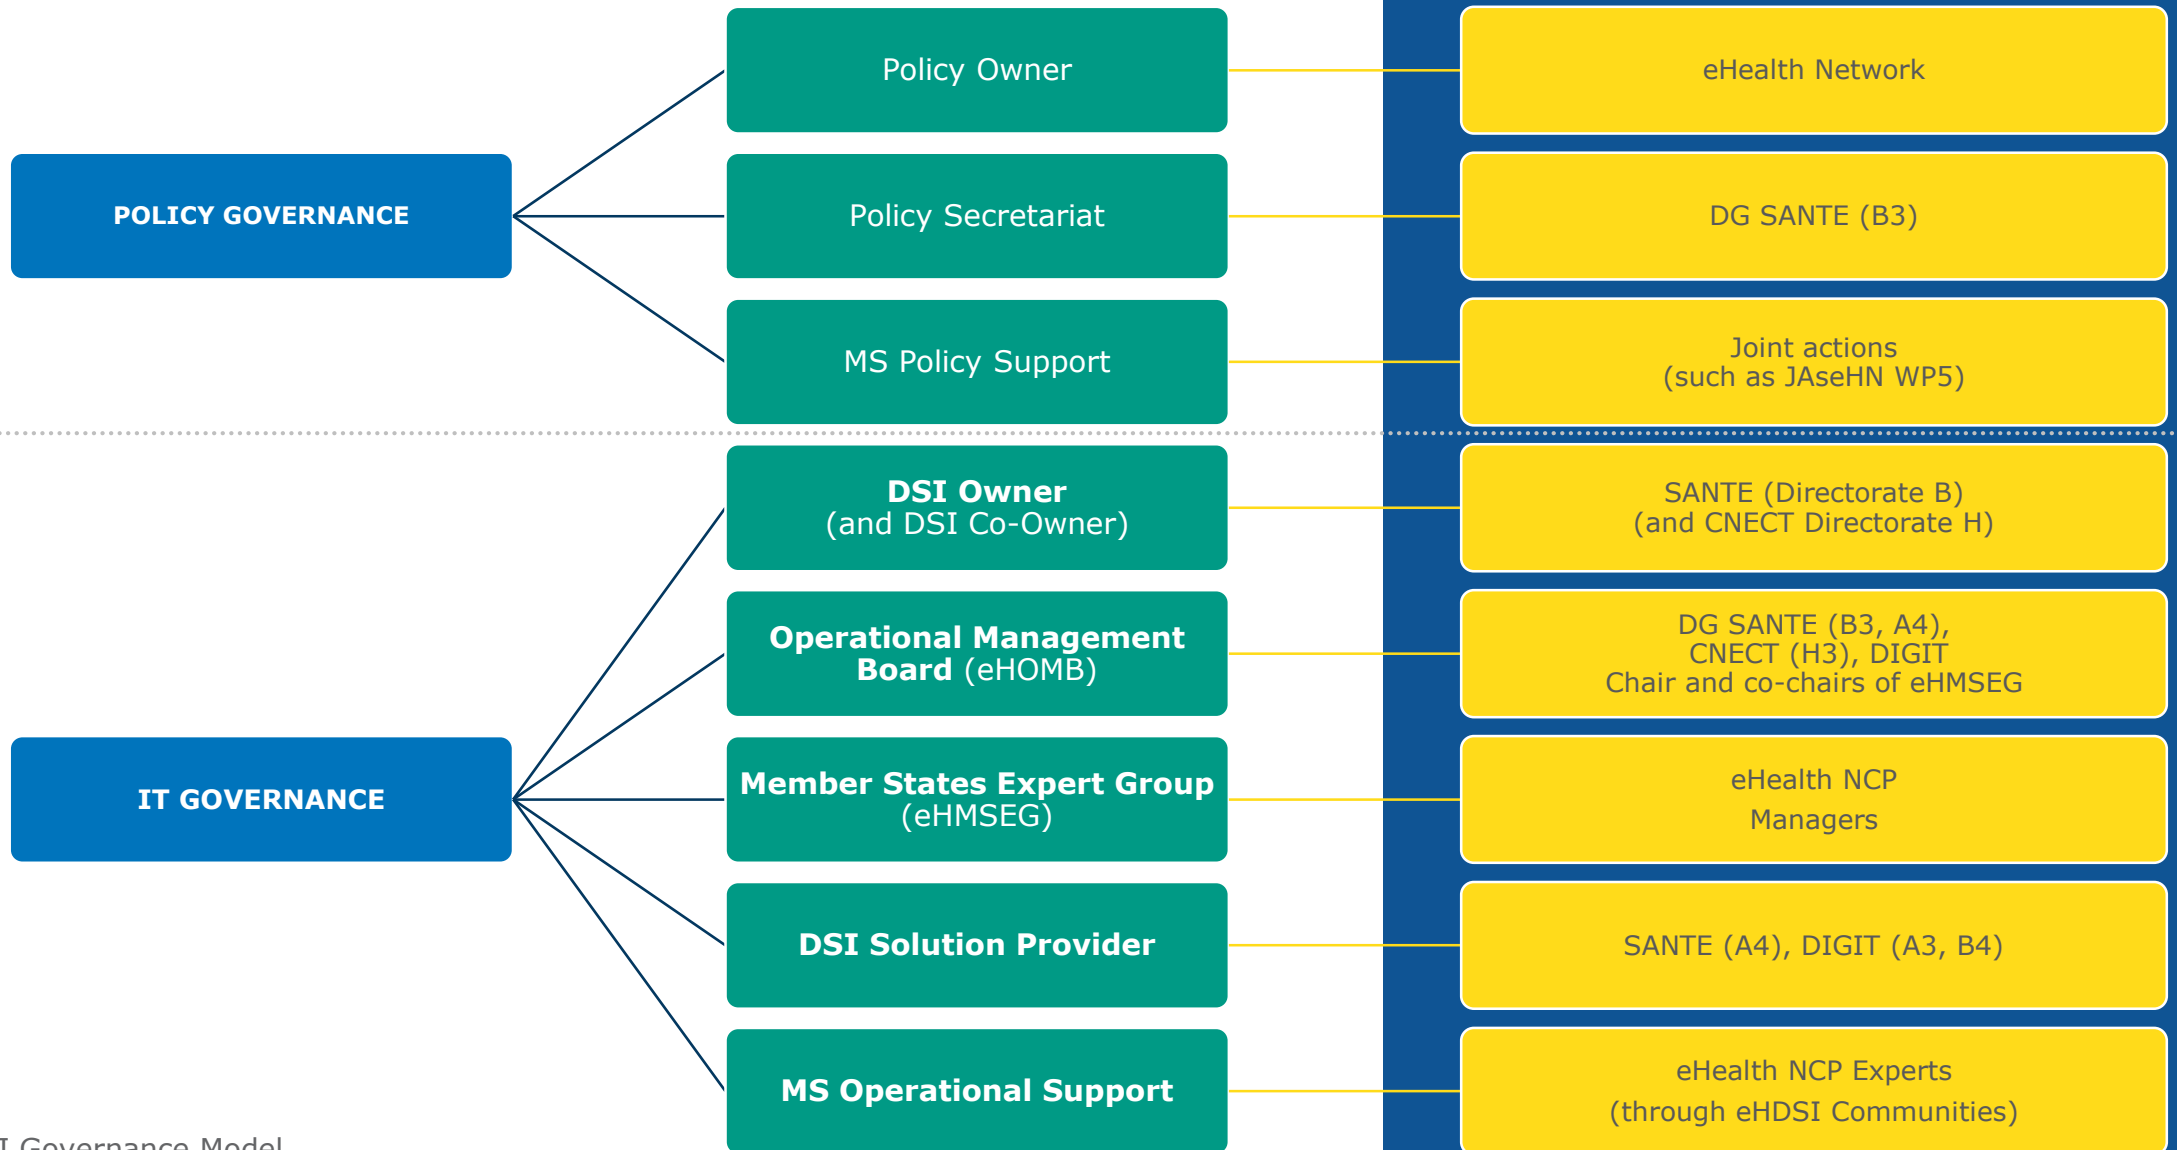 POLICY GOVERNANCE
Policy Owner
eHealth Network
Policy Secretariat
DG SANTE (B3)
MS Policy Support
Joint actions
(such as JAseHN WP5)
IT GOVERNANCE
DSI Owner
(and DSI Co-Owner)
SANTE (Directorate B)
(and CNECT Directorate H)
Operational Management
Board (eHOMB)
DG SANTE (B3, A4),
CNECT (H3), DIGIT
Chair and co-chairs of eHMSEG
Member States Expert Group
(eHMSEG)
eHealth NCP
Managers
DSI Solution Provider
SANTE (A4), DIGIT (A3, B4)
MS Operational Support
eHealth NCP Experts
(through eHDSI Communities)
Governance Model